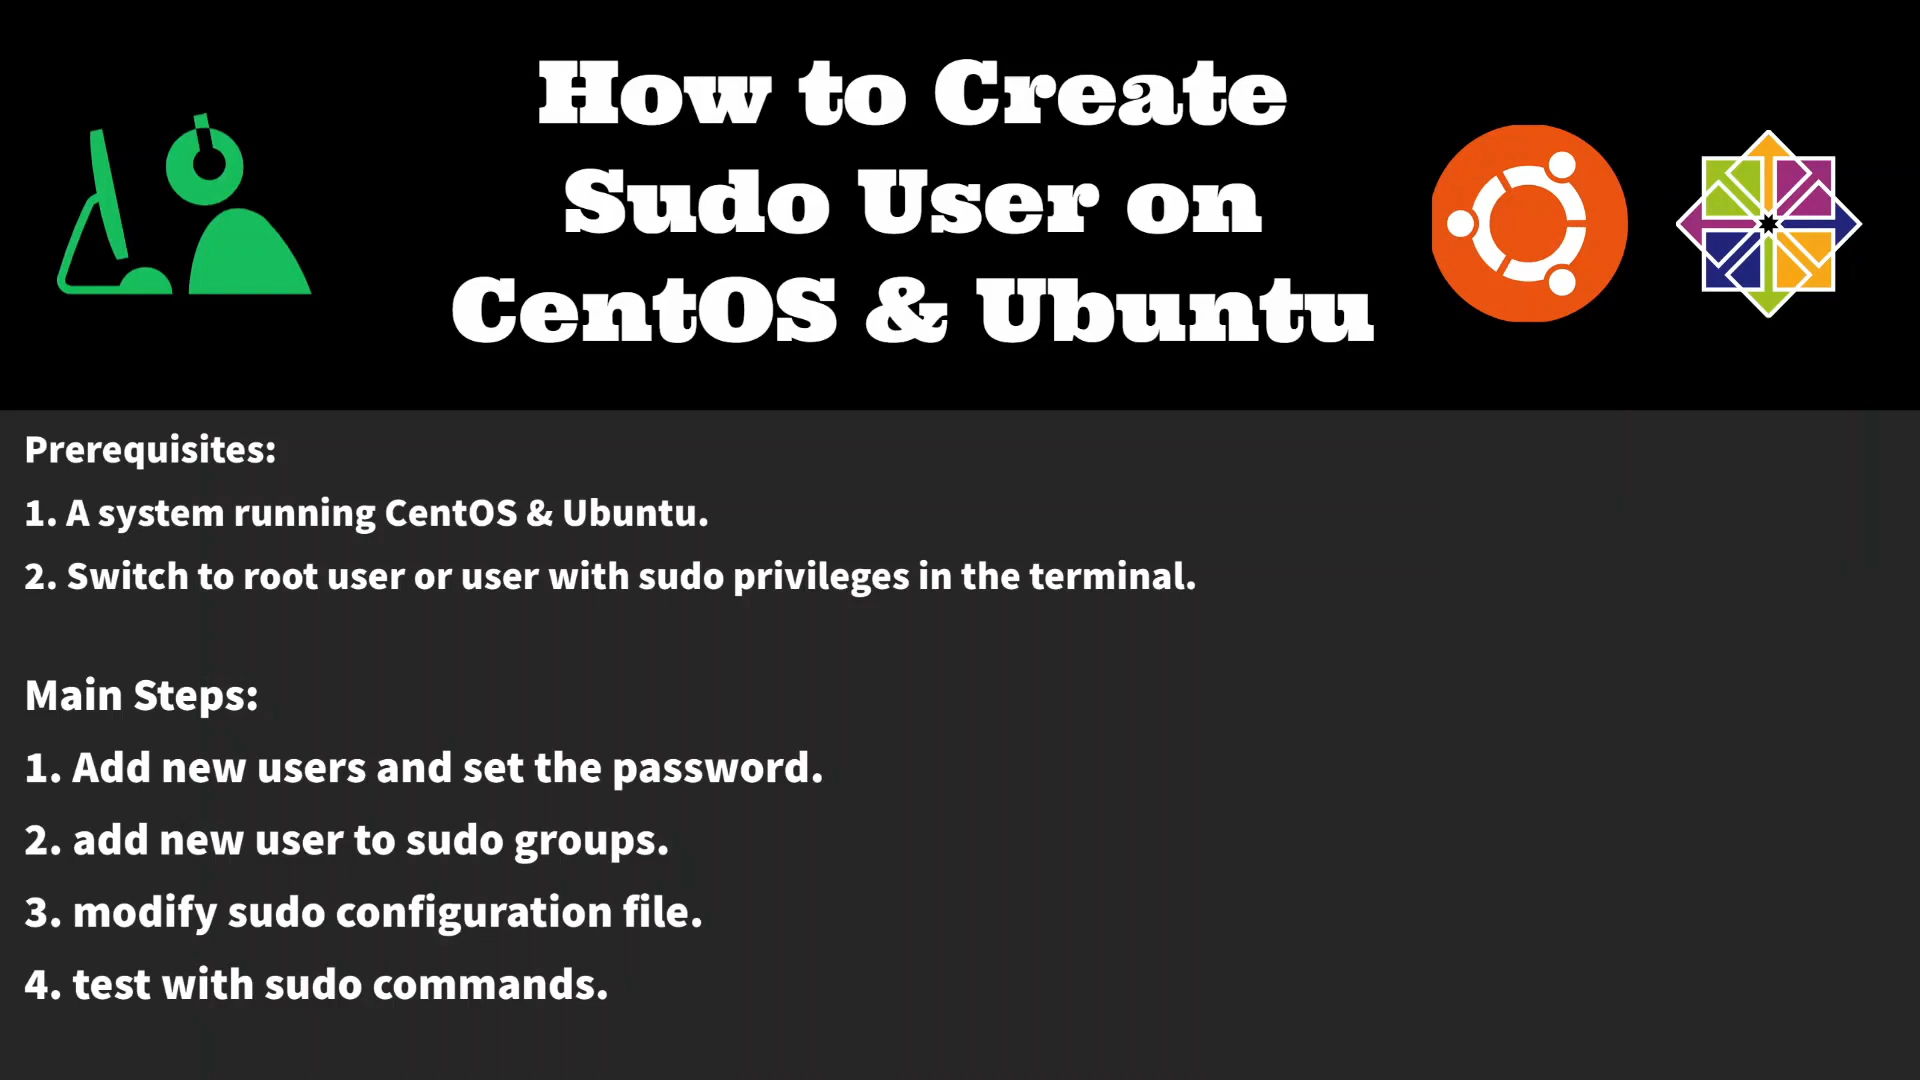 How to Create
Sudo User on
CentOS & Ubuntu
Prerequisites:
1. A system running CentOS & Ubuntu.
2. Switch to root user or user with sudo privileges in the terminal.
Main Steps:
1. Add new users and set the password.
2. add new user to sudo groups.
3. modify sudo configuration file.
4. test with sudo commands.